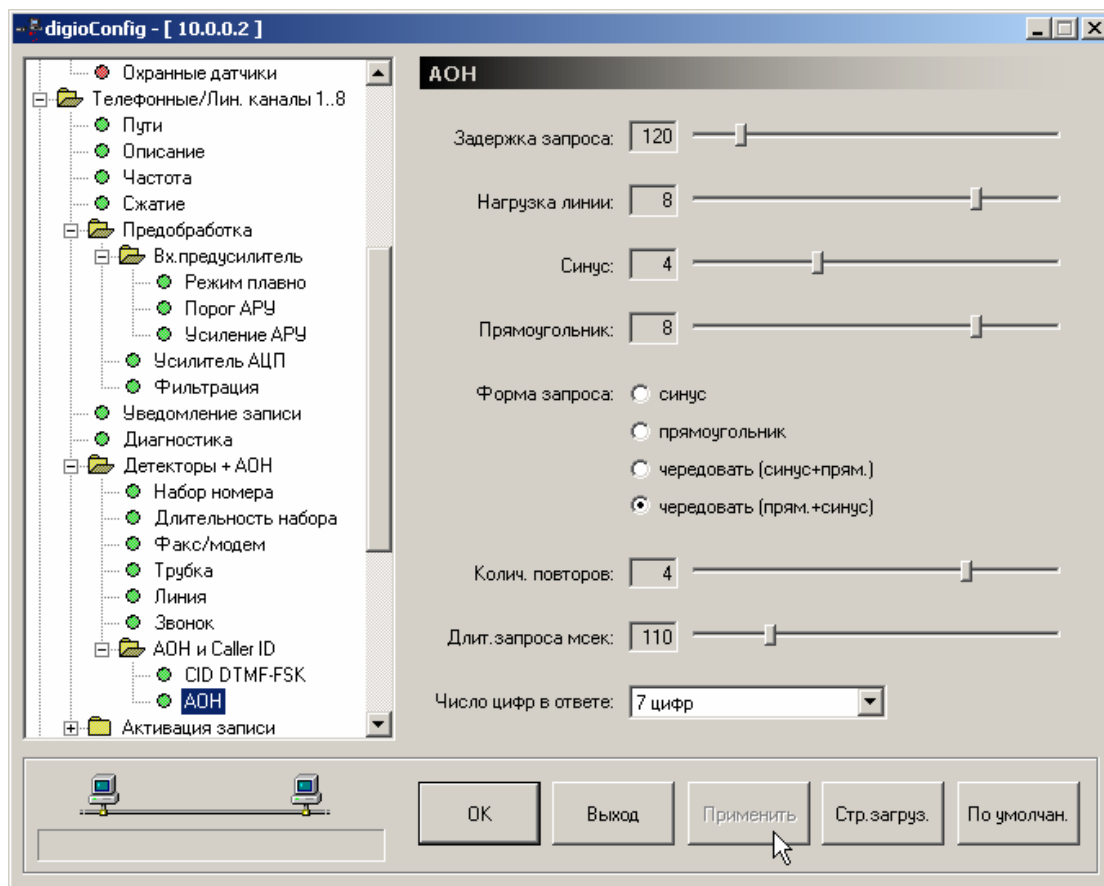 digioConfig - [ 10.0.0.2 ]
Охранные датчики
Телефонные/Лин. каналы 1..8
Пути
Описание
Частота
Сжатие
Предобработка
Вх.предусилитель
Режим плавно
Порог АРУ
Усиление АРУ
Усилитель АЦП
Фильтрация
Уведомление записи
Диагностика
Детекторы + АОН
Набор номера
Длительность набора
Факс/модем
Трубка
Линия
Звонок
АОН и Caller ID
CID DTMF-FSK
АОН
Активация записи
АОН
Задержка запроса: 120
Нагрузка линии: 8
Синус: 4
Прямоугольник: 8
Форма запроса: синус
прямоугольник
чередовать (синус+прям.)
чередовать (прям.+синус)
Колич. повторов: 4
Длит.запроса мсек: 110
Число цифр в ответе: 7 цифр
OK Выход Применить Стр.загруз. По умолчан.